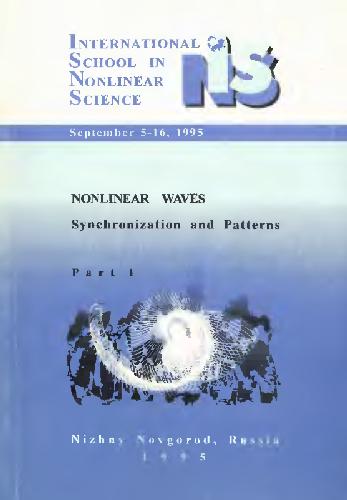 INTERNATIONAL
SCHOOL IN
NONLINEAR
SCIENCE
NS
September 5-16, 1995
NONLINEAR WAVES
Synchronization and Patterns
Part I
Nizhny Novgorod, Russia
1995